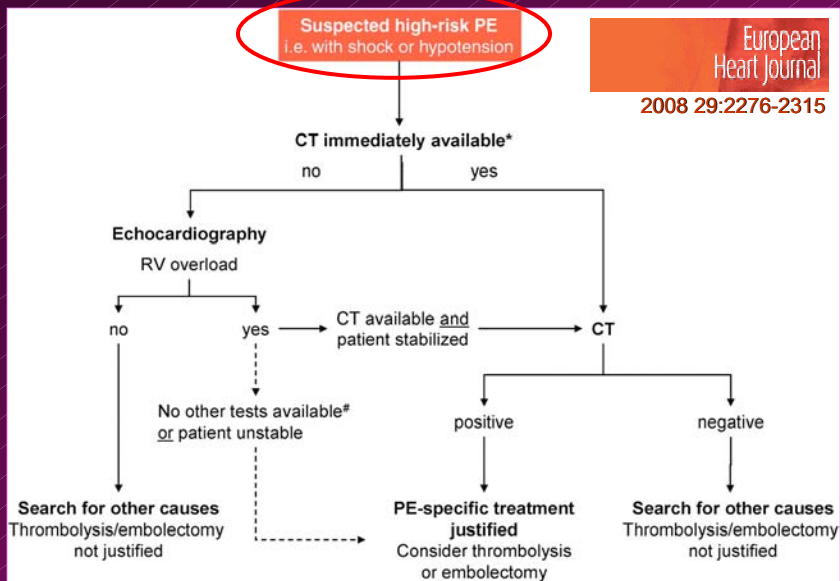 Suspected high-risk PE
i.e. with shock or hypotension
European
Heart Journal
2008 29:2276-2315
CT immediately available*
no
yes
Echocardiography
RV overload
no
yes
CT available and
patient stabilized
CT
No other tests available#
or patient unstable
positive
negative
Search for other causes
Thrombolysis/embolectomy
not justified
PE-specific treatment
justified
Consider thrombolysis
or embolectomy
Search for other causes
Thrombolysis/embolectomy
not justified